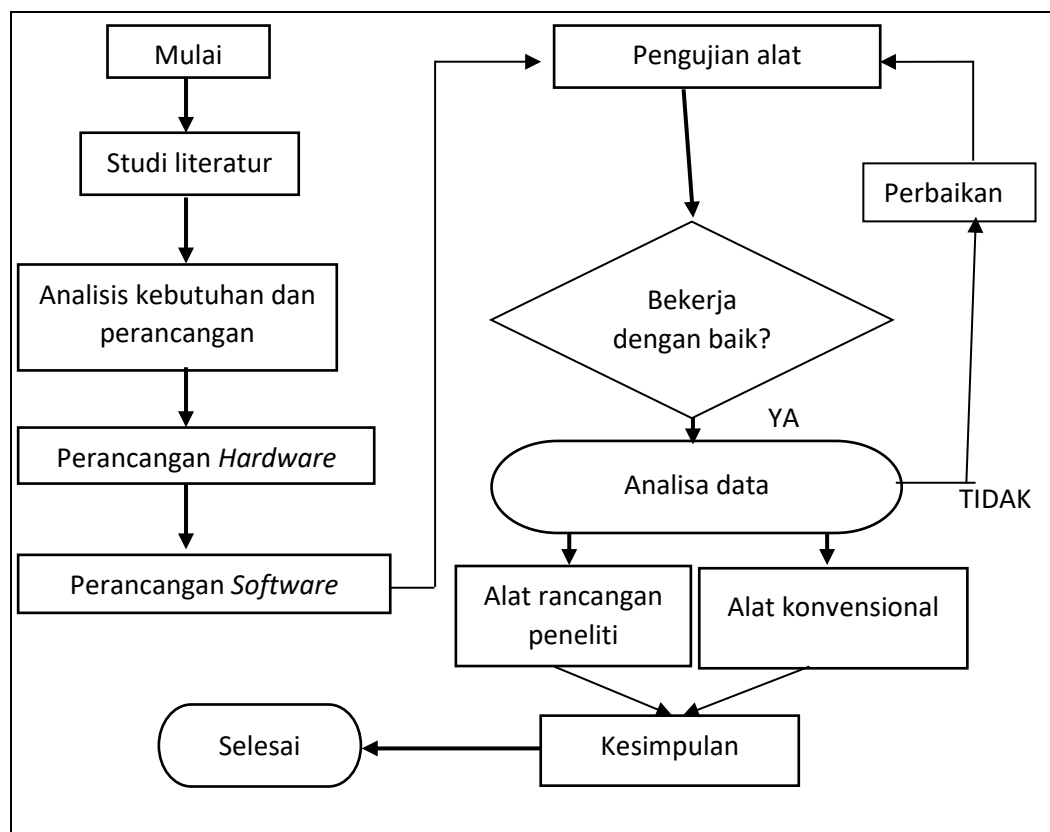 Mulai
Studi literatur
Analisis kebutuhan dan
perancangan
Perancangan Hardware
Perancangan Software
Pengujian alat
Perbaikan
Bekerja
dengan baik?
YA
Analisa data
TIDAK
Alat rancangan
peneliti
Alat konvensional
Kesimpulan
Selesai